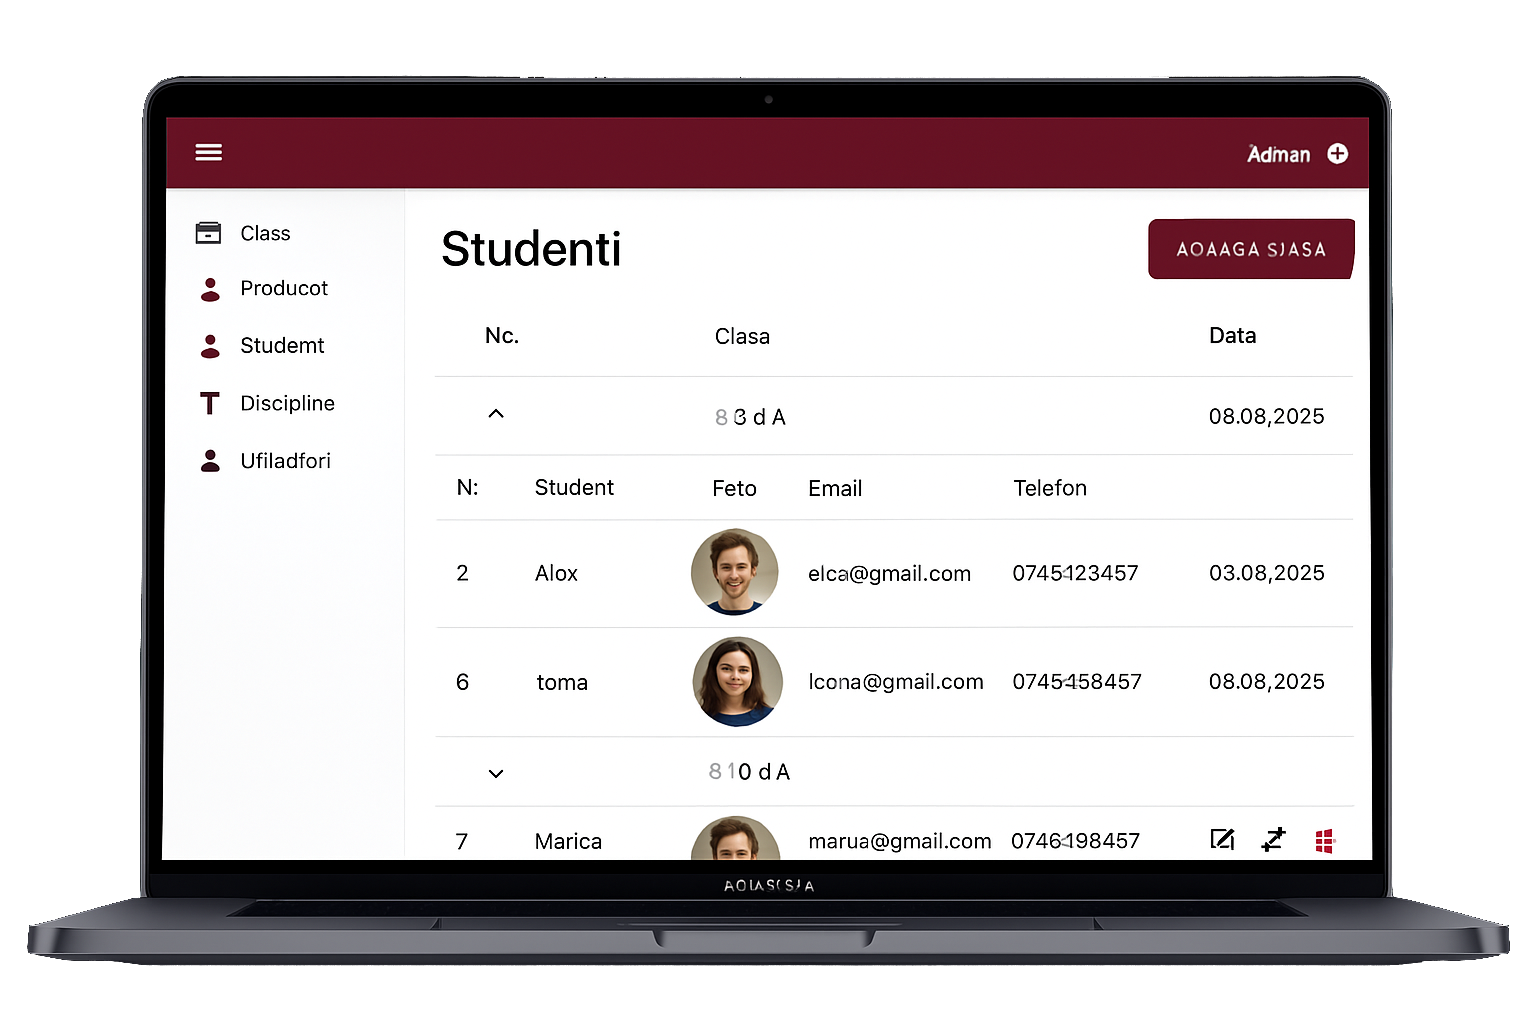 Adman
Class
Producot
Studemt
Discipline
Ufiladfori
Studenti
AOAAGA SJASA
Nc. Clasa Data
8 3 d A 08.08,2025
N: Student Feto Email Telefon
2 Alox elca@gmail.com 0745123457 03.08,2025
6 toma lcona@gmail.com 0745158457 08.08,2025
8 10 d A
7 Marica marua@gmail.com 0746198457